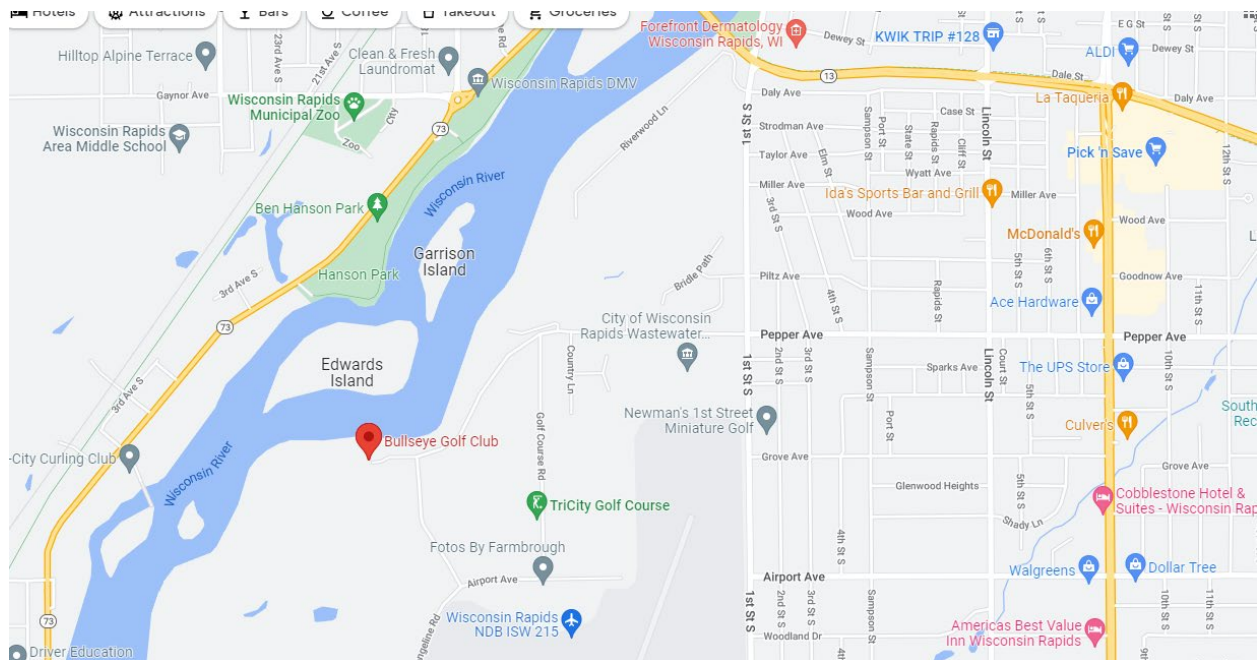 Hotels
Attractions
Bars
Coffee
Takeout
Groceries
Hilltop Alpine Terrace
23rd Ave S
21st Ave S
Clean & Fresh
Laundromat
Forefront Dermatology
Wisconsin Rapids, WI
Dewey St
KWIK TRIP #128
E G St
ALDI
Dewey St
Gaynor Ave
Wisconsin Rapids DMV
13
Dale St
Wisconsin Rapids
Municipal Zoo
City
73
Riverwood Ln
1st St S
Daly Ave
La Taqueria
Daly Ave
Wisconsin Rapids
Area Middle School
Zoo
Strodman Ave
Sampson St
Port St
State St
Rapids St
Case St
Cliff St
Lincoln St
Taylor Ave
Elm St
Wyatt Ave
Pick 'n Save
12th St S
Wisconsin River
Miller Ave
3rd St S
Ida's Sports Bar and Grill
Miller Ave
Ben Hanson Park
Wood Ave
Wood Ave
McDonald's
5th St S
6th St S
Garrison
Island
Hanson Park
3rd Ave S
Bridle Path
Piltz Ave
4th St S
Rapids St
Goodnow Ave
11th St S
Ace Hardware
73
City of Wisconsin
Rapids Wastewater...
Pepper Ave
Pepper Ave
Edwards
Island
Country Ln
1st St S
2nd St S
3rd St S
Sampson St
Sparks Ave
Lincoln St
Court St
The UPS Store
10th St S
3rd Ave S
Golf Course Rd
Newman's 1st Street
Miniature Golf
Port St
Culver's
South
Rec
Bullseye Golf Club
-City Curling Club
Wisconsin River
Grove Ave
Grove Ave
Glenwood Heights
5th St S
Cobblestone Hotel &
Suites - Wisconsin Rap
TriCity Golf Course
Shady Ln
4th St S
Fotos By Farmbrough
Airport Ave
Airport Ave
Walgreens
Dollar Tree
73
Wisconsin Rapids
NDB ISW 215
1st St S
2nd St S
3rd St S
Sampson St
10th St S
11th St S
Woodland Dr
Americas Best Value
Inn Wisconsin Rapids
Driver Education